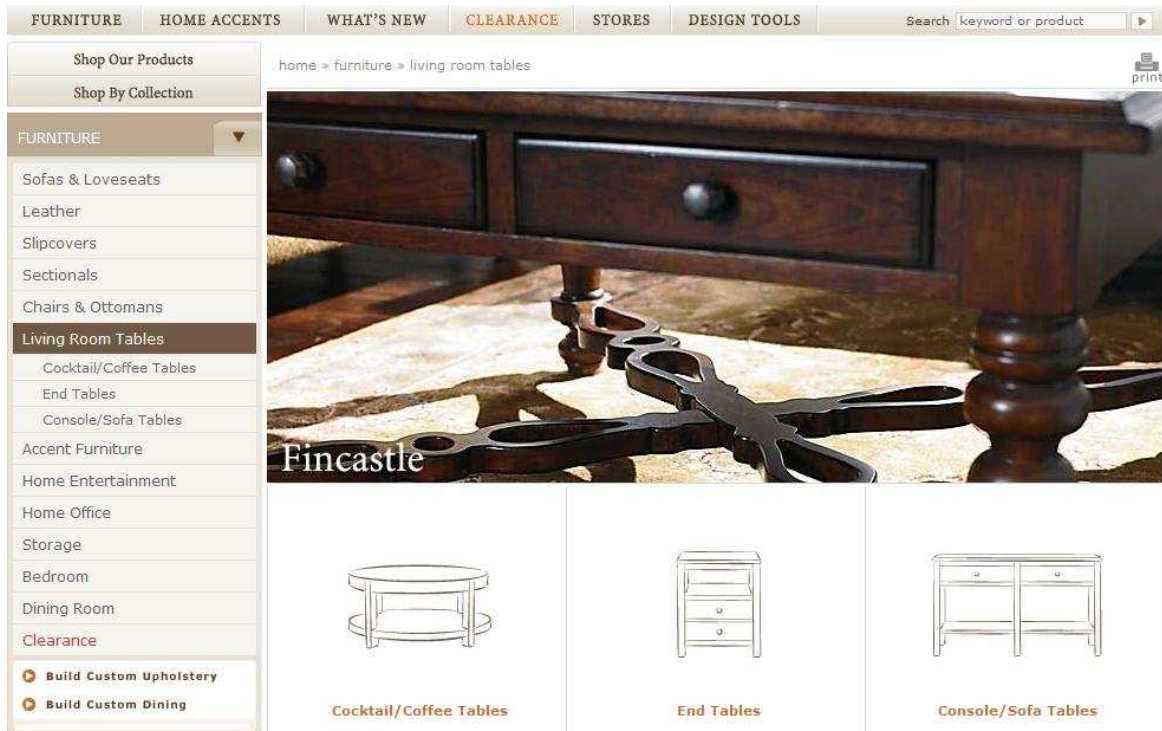 FURNITURE HOME ACCENTS WHAT'S NEW CLEARANCE STORES DESIGN TOOLS Search keyword or product
Shop Our Products
Shop By Collection
home » furniture » living room tables
print
FURNITURE
Sofas & Loveseats
Leather
Slipcovers
Sectionals
Chairs & Ottomans
Living Room Tables
Cocktail/Coffee Tables
End Tables
Console/Sofa Tables
Accent Furniture
Home Entertainment
Home Office
Storage
Bedroom
Dining Room
Clearance
Build Custom Upholstery
Build Custom Dining
Fincastle
Cocktail/Coffee Tables
End Tables
Console/Sofa Tables